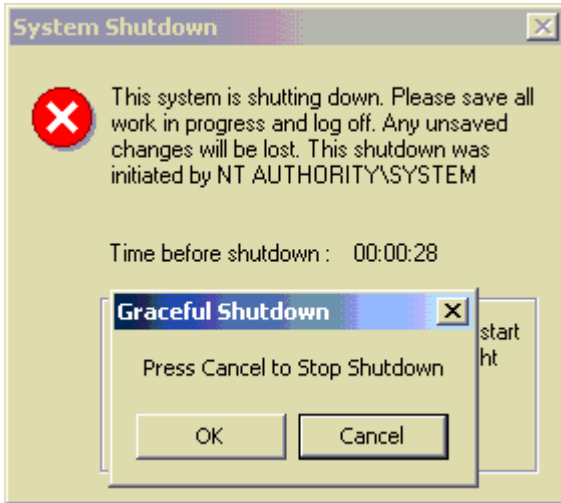 System Shutdown
This system is shutting down. Please save all
work in progress and log off. Any unsaved
changes will be lost. This shutdown was
initiated by NT AUTHORITY\SYSTEM
Time before shutdown : 00:00:28
Graceful Shutdown
start
Press Cancel to Stop Shutdown
OK Cancel